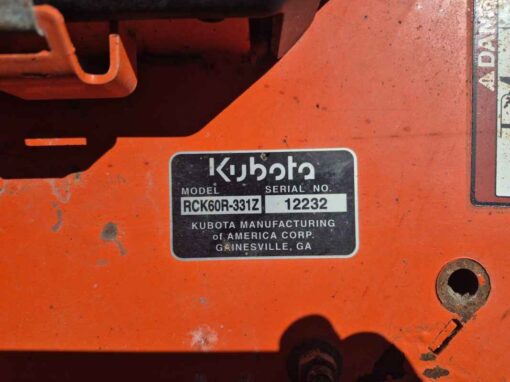 Kubota
MODEL SERIAL NO.
RCK60R-331Z 12232
KUBOTA MANUFACTURING
of AMERICA CORP.
GAINESVILLE, GA